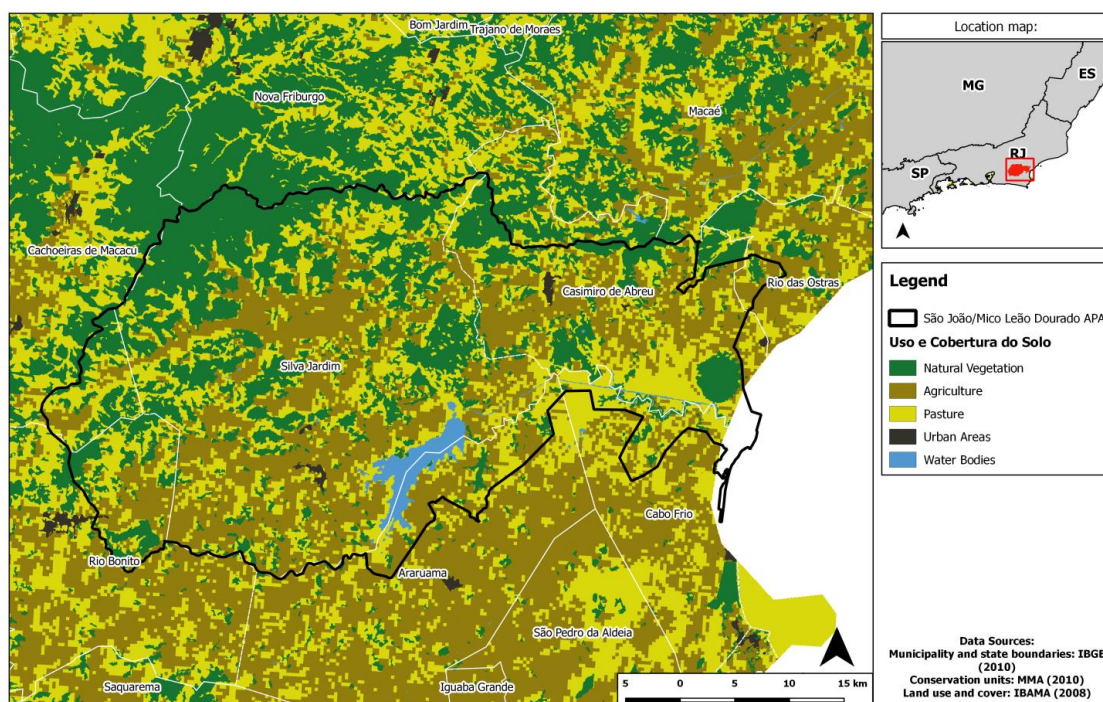 Bom Jardim
Trajano de Moraes
Nova Friburgo
Macaé
Cachoeiras de Macacu
Casimiro de Abreu
Rio das Ostras
Silva Jardim
Cabo Frio
Rio Bonito
Araruama
São Pedro da Aldeia
Saquarema
Iguaba Grande
5 0 5 10 15 km
Location map:
MG
ES
RJ
SP
Legend
São João/Mico Leão Dourado APA
Uso e Cobertura do Solo
Natural Vegetation
Agriculture
Pasture
Urban Areas
Water Bodies
Data Sources:
Municipality and state boundaries: IBGE
(2010)
Conservation units: MMA (2010)
Land use and cover: IBAMA (2008)